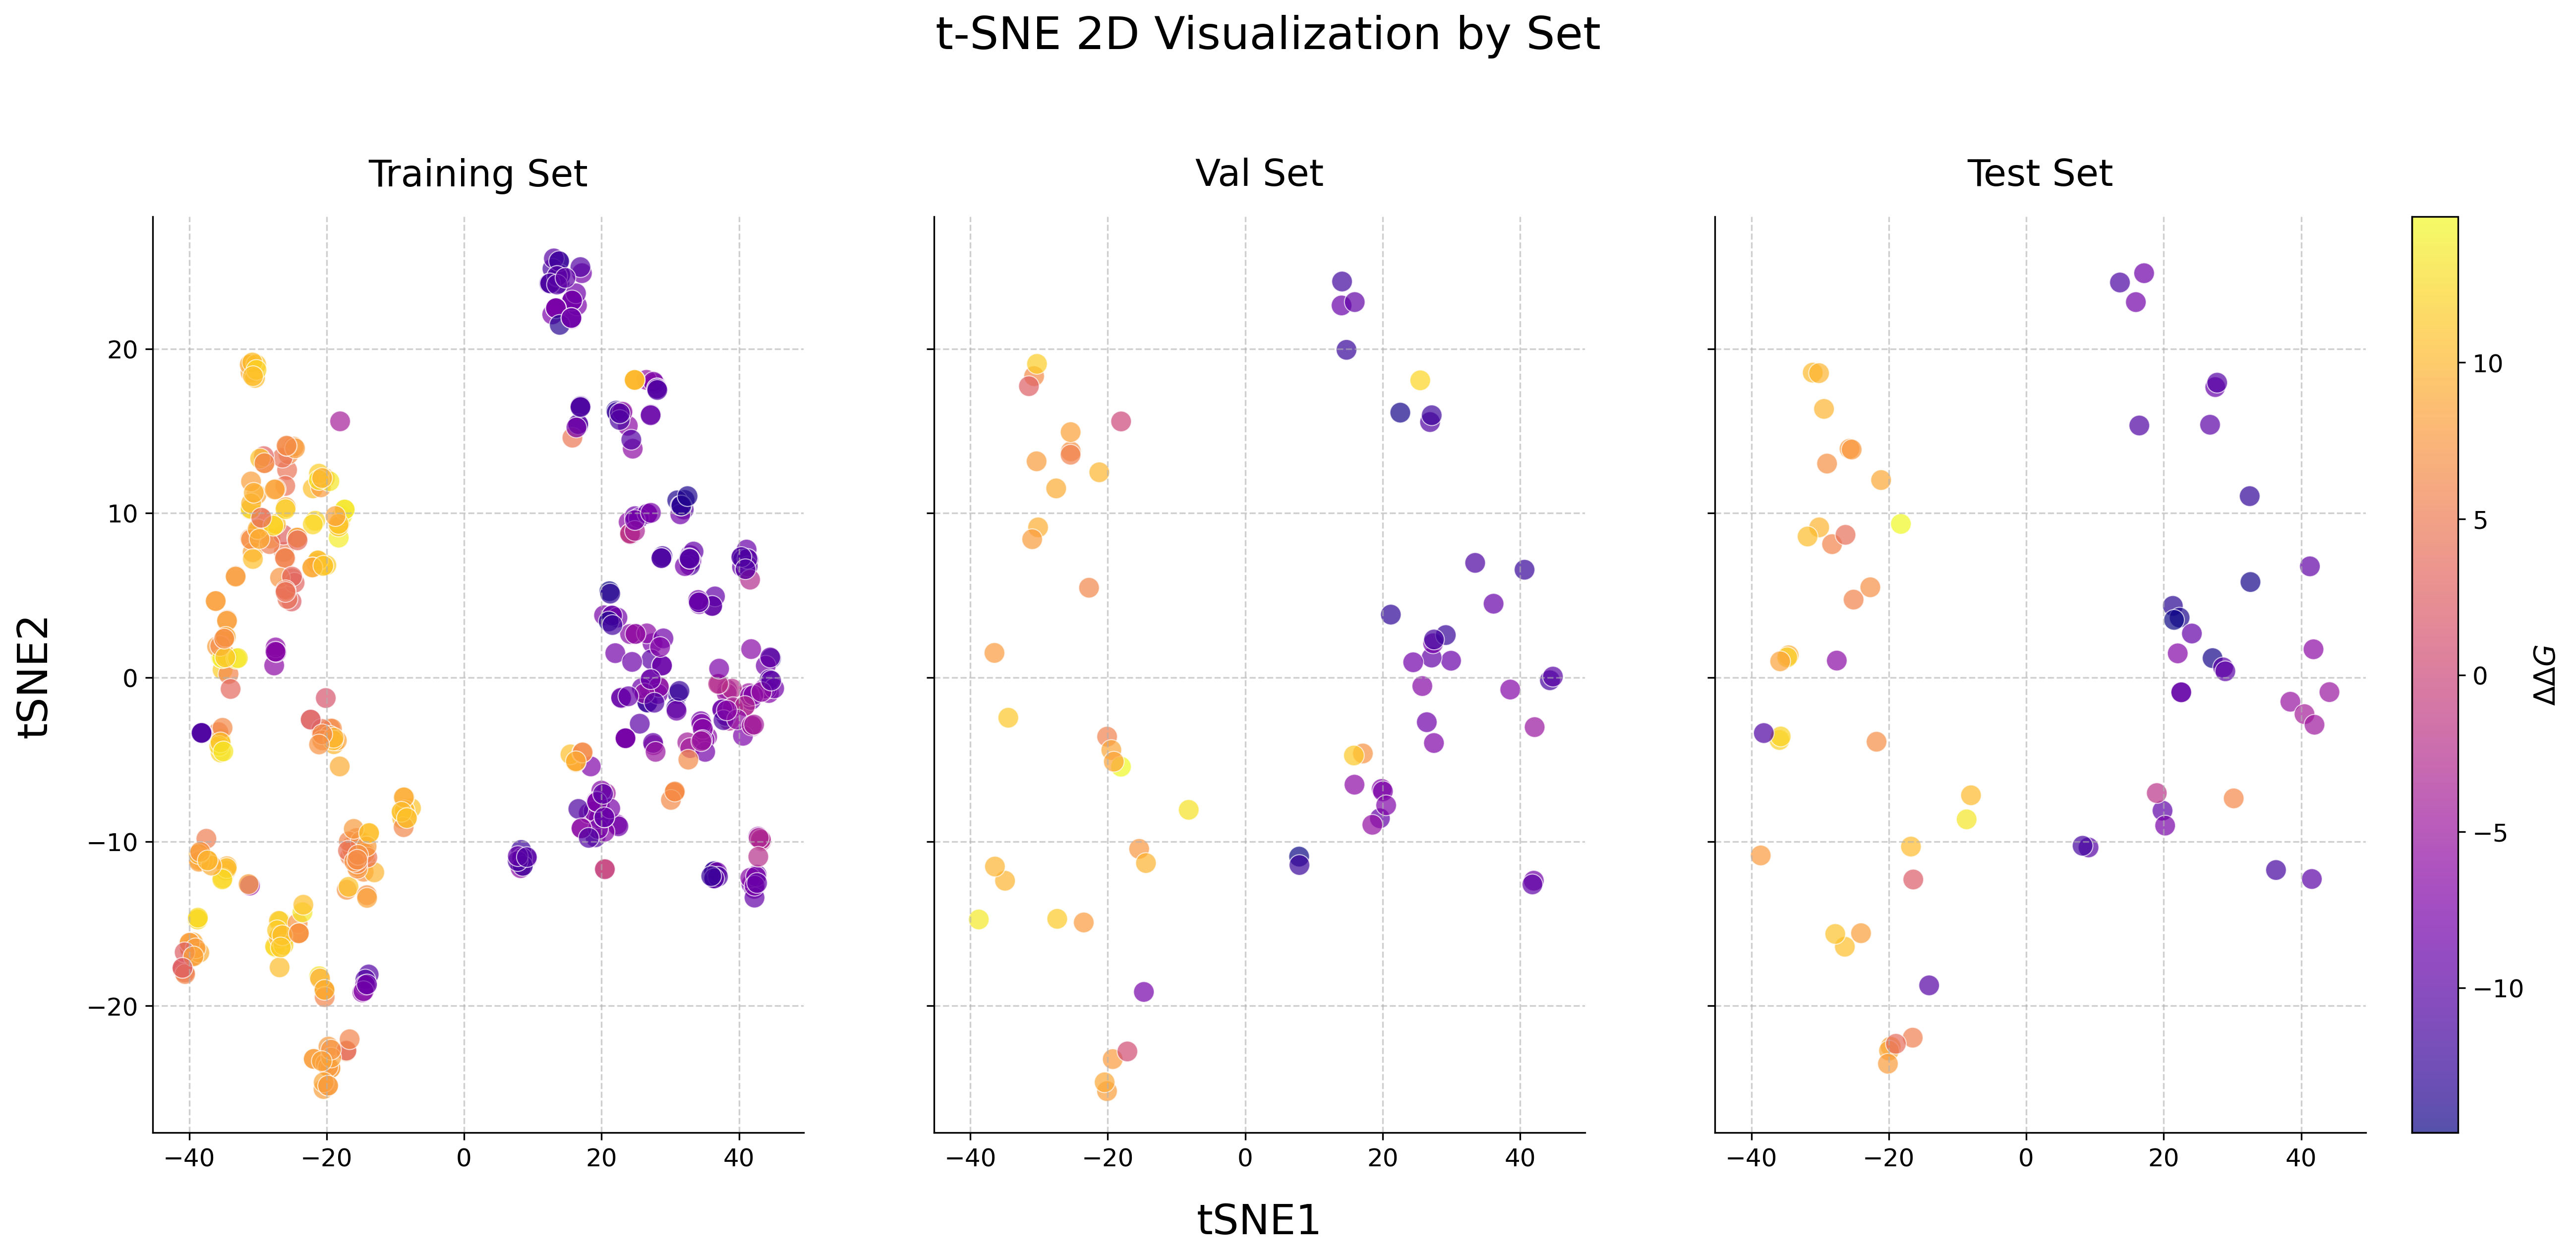 t-SNE 2D Visualization by Set
Training Set
Val Set
Test Set
tSNE2
20
10
0
−10
−20
−40 −20 0 20 40
−40 −20 0 20 40
−40 −20 0 20 40
tSNE1
10
5
0
−5
−10
ΔΔG